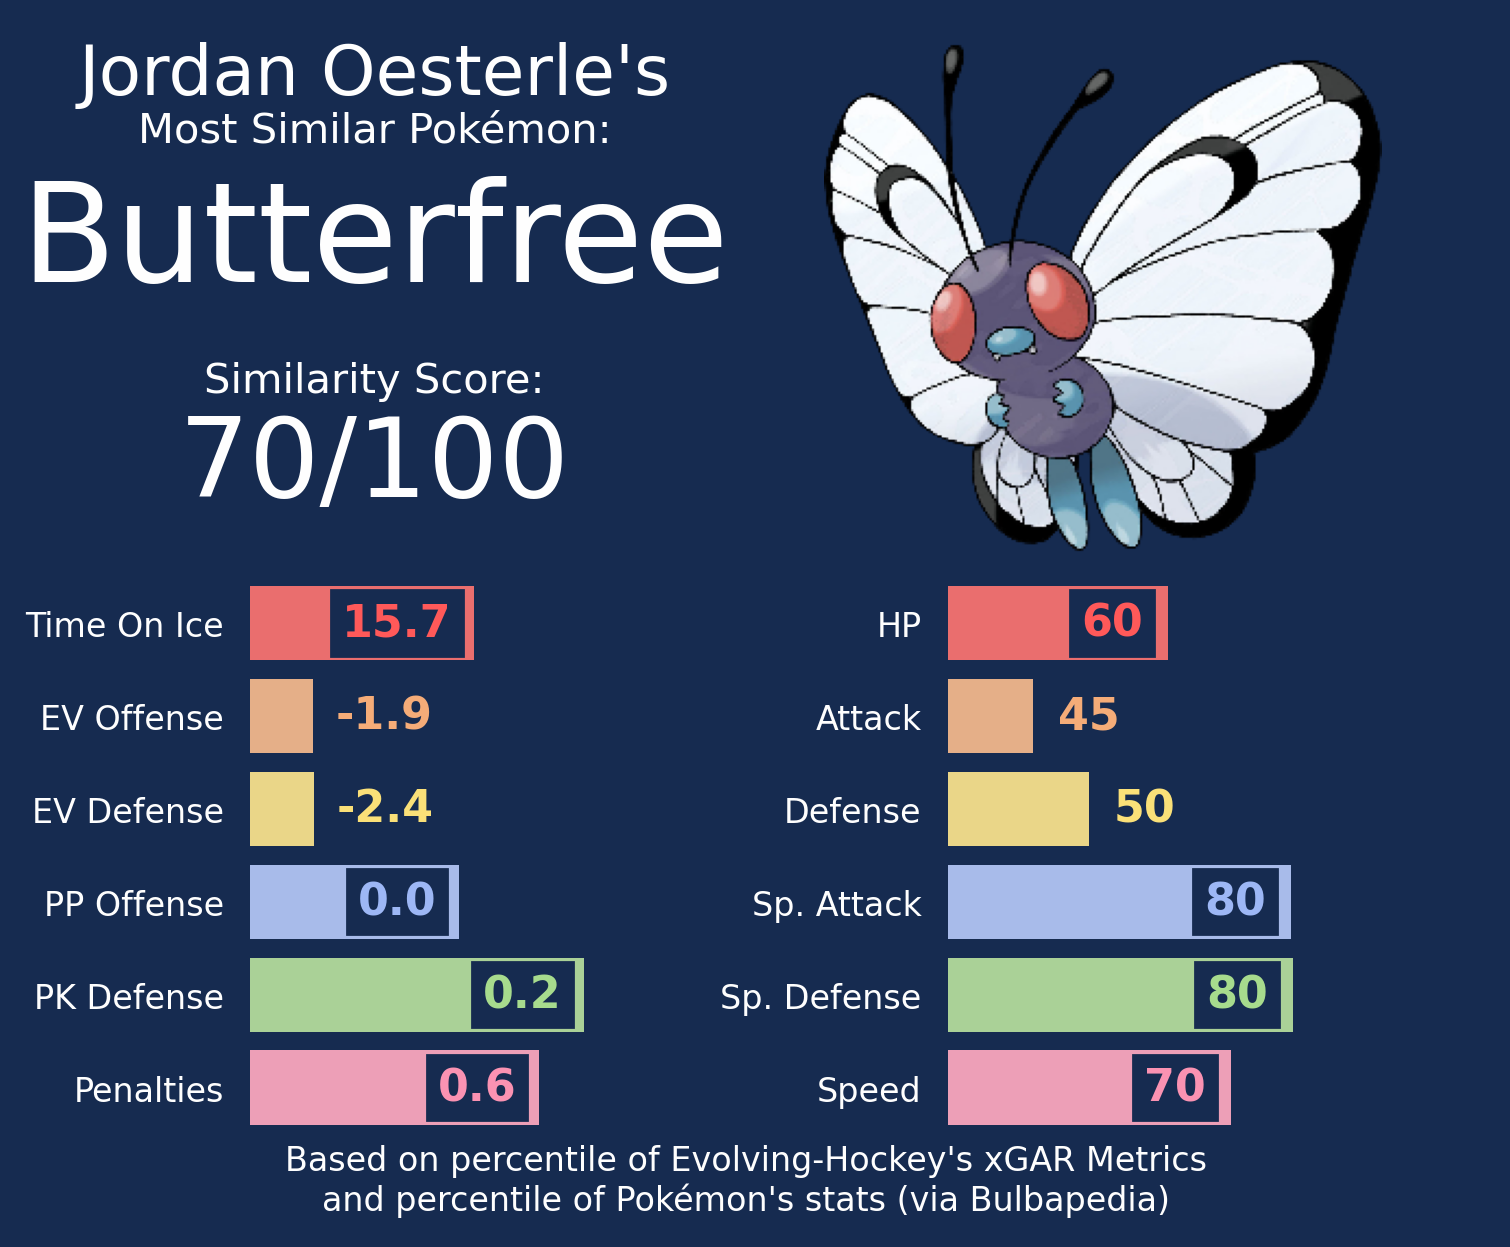 Jordan Oesterle's
Most Similar Pokémon:
Butterfree
Similarity Score:
70/100
Time On Ice 15.7
EV Offense -1.9
EV Defense -2.4
PP Offense 0.0
PK Defense 0.2
Penalties 0.6
HP 60
Attack 45
Defense 50
Sp. Attack 80
Sp. Defense 80
Speed 70
Based on percentile of Evolving-Hockey's xGAR Metrics
and percentile of Pokémon's stats (via Bulbapedia)